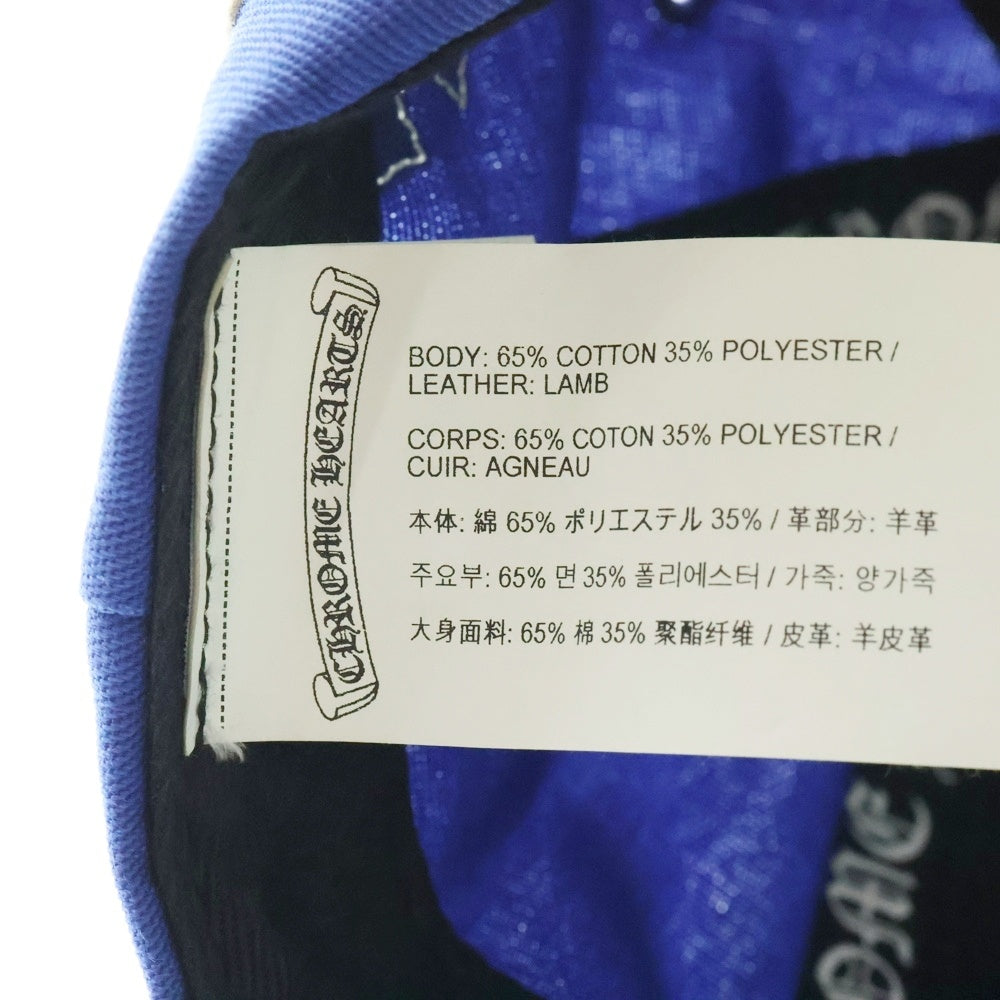 CHROME HEARTS
BODY: 65% COTTON 35% POLYESTER /
LEATHER: LAMB
CORPS: 65% COTON 35% POLYESTER /
CUIR: AGNEAU
本体: 綿 65% ポリエステル 35% / 革部分: 羊革
주요부: 65% 면 35% 폴리에스터 / 가죽: 양가죽
大身面料: 65% 棉 35% 聚酯纤维 / 皮革: 羊皮革
OME